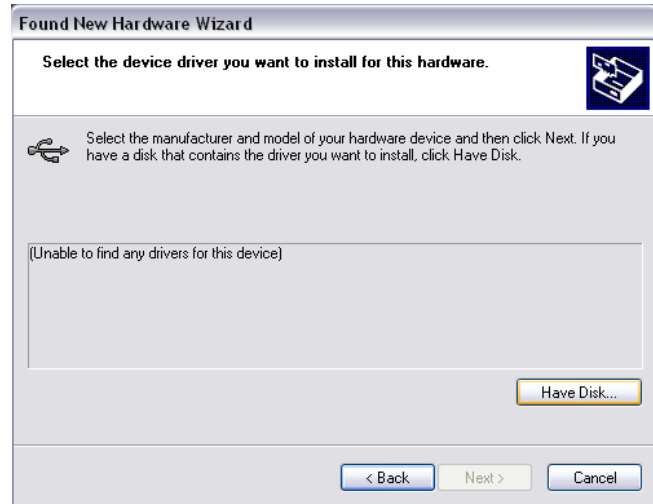 Found New Hardware Wizard
Select the device driver you want to install for this hardware.
Select the manufacturer and model of your hardware device and then click Next. If you
have a disk that contains the driver you want to install, click Have Disk.
(Unable to find any drivers for this device)
Have Disk...
< Back
Next >
Cancel